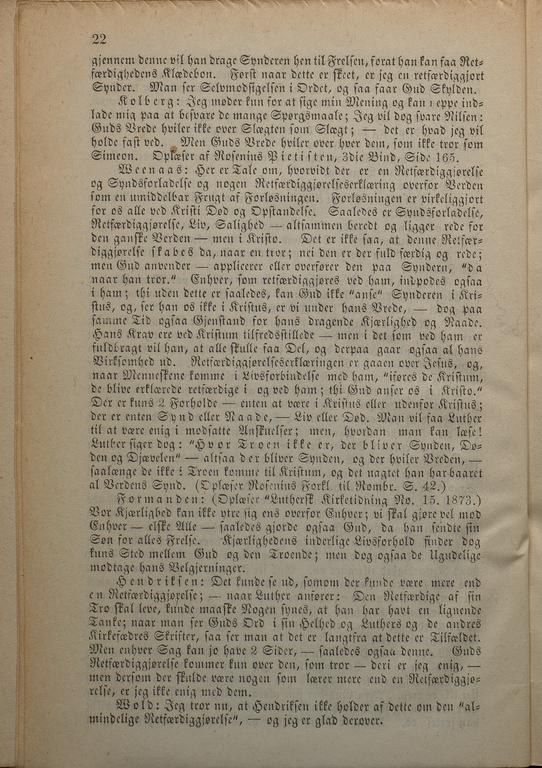 22
gjennem denne vil han drage Synderen hen til Frelsen, forat han kan faa Ret-
færdighedens Klædebon. Først naar dette er skeet, er jeg en retfærdiggjort
Synder. Man ser Selvmodsigelsen i Ordet, og saa faar Gud Skylden.
Kolberg: Jeg møder kun for at sige min Mening og kan neppe ind-
lade mig paa at besvare de mange Spørgsmaale; Jeg vil dog svare Nilsen:
Guds Vrede hviler ikke over Slægten som Slægt; — det er hvad jeg vil
holde fast ved. Men Guds Vrede hviler over hver dem, som ikke tror som
Simeon. Oplæser af Rosenius Pietisten, 3die Bind, Side 165.
Weenaas: Her er Tale om, hvorvidt der er en Retfærdiggjørelse
og Syndsforladelse og nogen Retfærdiggjørelseserklæring overfor Verden
som en umiddelbar Frugt af Forløsningen. Forløsningen er virkeliggjort
for os alle ved Kristi Død og Opstandelse. Saaledes er Syndsforladelse,
Retfærdiggjørelse, Liv, Salighed — altsammen beredt og ligger rede for
den ganske Verden — men i Kristo. Det er ikke saa, at denne Retfær-
diggjørelse skabes da, naar en tror; nei den er der fuldfærdig og rede;
men Gud anvender — applicerer eller overfører den paa Syndern, "da
naar han tror." Enhver, som retfærdiggjøres ved ham, indpodes ogsaa
i ham; thi uden dette er saaledes, kan Gud ikke "anse" Synderen i Kri-
stus, og, ser han os ikke i Kristus, er vi under hans Vrede, — dog paa
samme Tid ogsaa Gjenstand for hans dragende Kjærlighed og Naade.
Hans Krav ere ved Kristum tilfredsstillede — men i det som ved ham er
fuldbragt vil han, at alle skulle faa Del, og derpaa gaar ogsaa al hans
Virksomhed ud. Retfærdiggjørelseserklæringen er gaaen over Jesus, og,
naar Menneskene komme i Livsforbindelse med ham, "iføres de Kristum,
de blive erklærede retfærdige i og ved ham; thi Gud anser os i Kristo."
Der er kuns 2 Forholde — enten at være i Kristus eller udenfor Kristus;
der er enten Synd eller Naade, — Liv eller Død. Man vil faa Luther
til at være enig i modsatte Anskuelser; men, hvordan man kan læse!
Luther siger dog: "Hvor Troen ikke er, der bliver Synden, Dø-
den og Djævelen" — altsaa der bliver Synden, og der hviler Vreden, —
saalænge de ikke i Troen komme til Kristum, og det uagtet han har baaret
al Verdens Synd. (Oplæser Rosenius Forkl. til Rombr. S. 42.)
Formanden: (Oplæser "Luthersk Kirketidning No. 15. 1873.)
Vor Kjærlighed kan ikke ytre sig ens overfor Enhver; vi skal gjøre vel mod
Enhver — elske Alle — saaledes gjorde ogsaa Gud, da han sendte sin
Søn for alles Frelse. Kjærlighedens inderlige Livsforhold finder dog
kuns Sted mellem Gud og den Troende; men dog ogsaa de Ugudelige
modtage hans Velgjerninger.
Hendriksen: Det kunde se ud, somom der kunde være mere end
en Retfærdiggjørelse; — naar Luther anfører: Den Retfærdige af sin
Tro skal leve, kunde maaske Nogen synes, at han har havt en lignende
Tanke; naar man ser Guds Ord i sin Helhed og Luthers og de andres
Kirkefædres Skrifter, saa ser man at det er langtfra at dette er Tilfældet.
Men enhver Sag kan jo have 2 Sider, — saaledes ogsaa denne. Guds
Retfærdiggjørelse kommer kun over den, som tror — deri er jeg enig, —
men dersom der skulde være nogen som lærer mere end en Retfærdiggjø-
relse, er jeg ikke enig med dem.
Wold: Jeg tror nu, at Hendriksen ikke holder af dette om den "al-
mindelige Retfærdiggjørelse", — og jeg er glad derover.